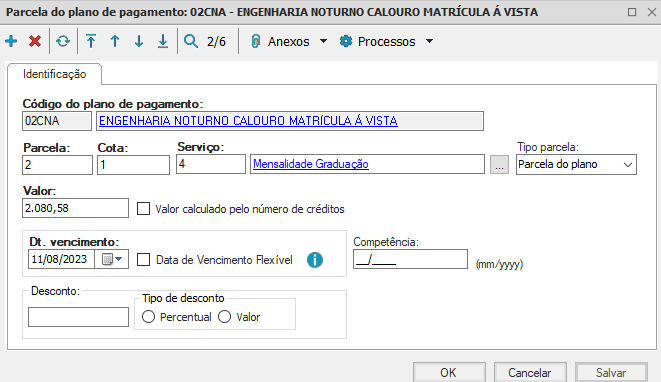 Parcela do plano de pagamento: 02CNA - ENGENHARIA NOTURNO CALOURO MATRÍCULA Á VISTA
2/6 Anexos Processos
Identificação
Código do plano de pagamento:
02CNA ENGENHARIA NOTURNO CALOURO MATRÍCULA Á VISTA
Parcela: Cota: Serviço: Tipo parcela:
2 1 4 Mensalidade Graduação ... Parcela do plano
Valor:
2.080,58 Valor calculado pelo número de créditos
Dt. vencimento: Competência:
11/08/2023 Data de Vencimento Flexível __/____ (mm/yyyy)
Desconto: Tipo de desconto
Percentual Valor
OK Cancelar Salvar